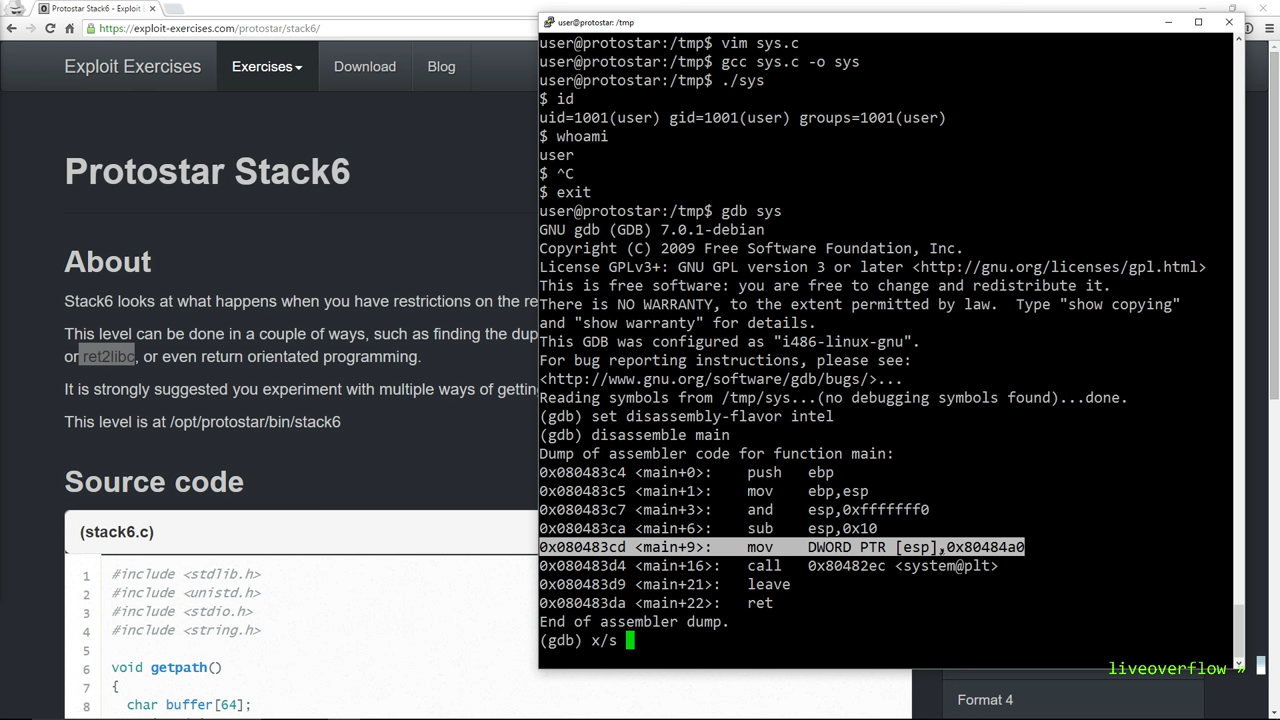 Protostar Stack6 - Exploit E
https://exploit-exercises.com/protostar/stack6/
Exploit Exercises
Exercises
Download
Blog
Protostar Stack6
About
Stack6 looks at what happens when you have restrictions on the re
This level can be done in a couple of ways, such as finding the dup
or ret2libc, or even return orientated programming.
It is strongly suggested you experiment with multiple ways of getting
This level is at /opt/protostar/bin/stack6
Source code
(stack6.c)
1 #include <stdlib.h>
2 #include <unistd.h>
3 #include <stdio.h>
4 #include <string.h>
5
6 void getpath()
7 {
8 char buffer[64];
user@protostar: /tmp
user@protostar:/tmp$ vim sys.c
user@protostar:/tmp$ gcc sys.c -o sys
user@protostar:/tmp$ ./sys
$ id
uid=1001(user) gid=1001(user) groups=1001(user)
$ whoami
user
$ ^C
$ exit
user@protostar:/tmp$ gdb sys
GNU gdb (GDB) 7.0.1-debian
Copyright (C) 2009 Free Software Foundation, Inc.
License GPLv3+: GNU GPL version 3 or later <http://gnu.org/licenses/gpl.html>
This is free software: you are free to change and redistribute it.
There is NO WARRANTY, to the extent permitted by law.  Type "show copying"
and "show warranty" for details.
This GDB was configured as "i486-linux-gnu".
For bug reporting instructions, please see:
<http://www.gnu.org/software/gdb/bugs/>...
Reading symbols from /tmp/sys...(no debugging symbols found)...done.
(gdb) set disassembly-flavor intel
(gdb) disassemble main
Dump of assembler code for function main:
0x080483c4 <main+0>: push ebp
0x080483c5 <main+1>: mov ebp,esp
0x080483c7 <main+3>: and esp,0xfffffff0
0x080483ca <main+6>: sub esp,0x10
0x080483cd <main+9>: mov DWORD PTR [esp],0x80484a0
0x080483d4 <main+16>: call 0x80482ec <system@plt>
0x080483d9 <main+21>: leave
0x080483da <main+22>: ret
End of assembler dump.
(gdb) x/s
liveoverflow »
Format 4